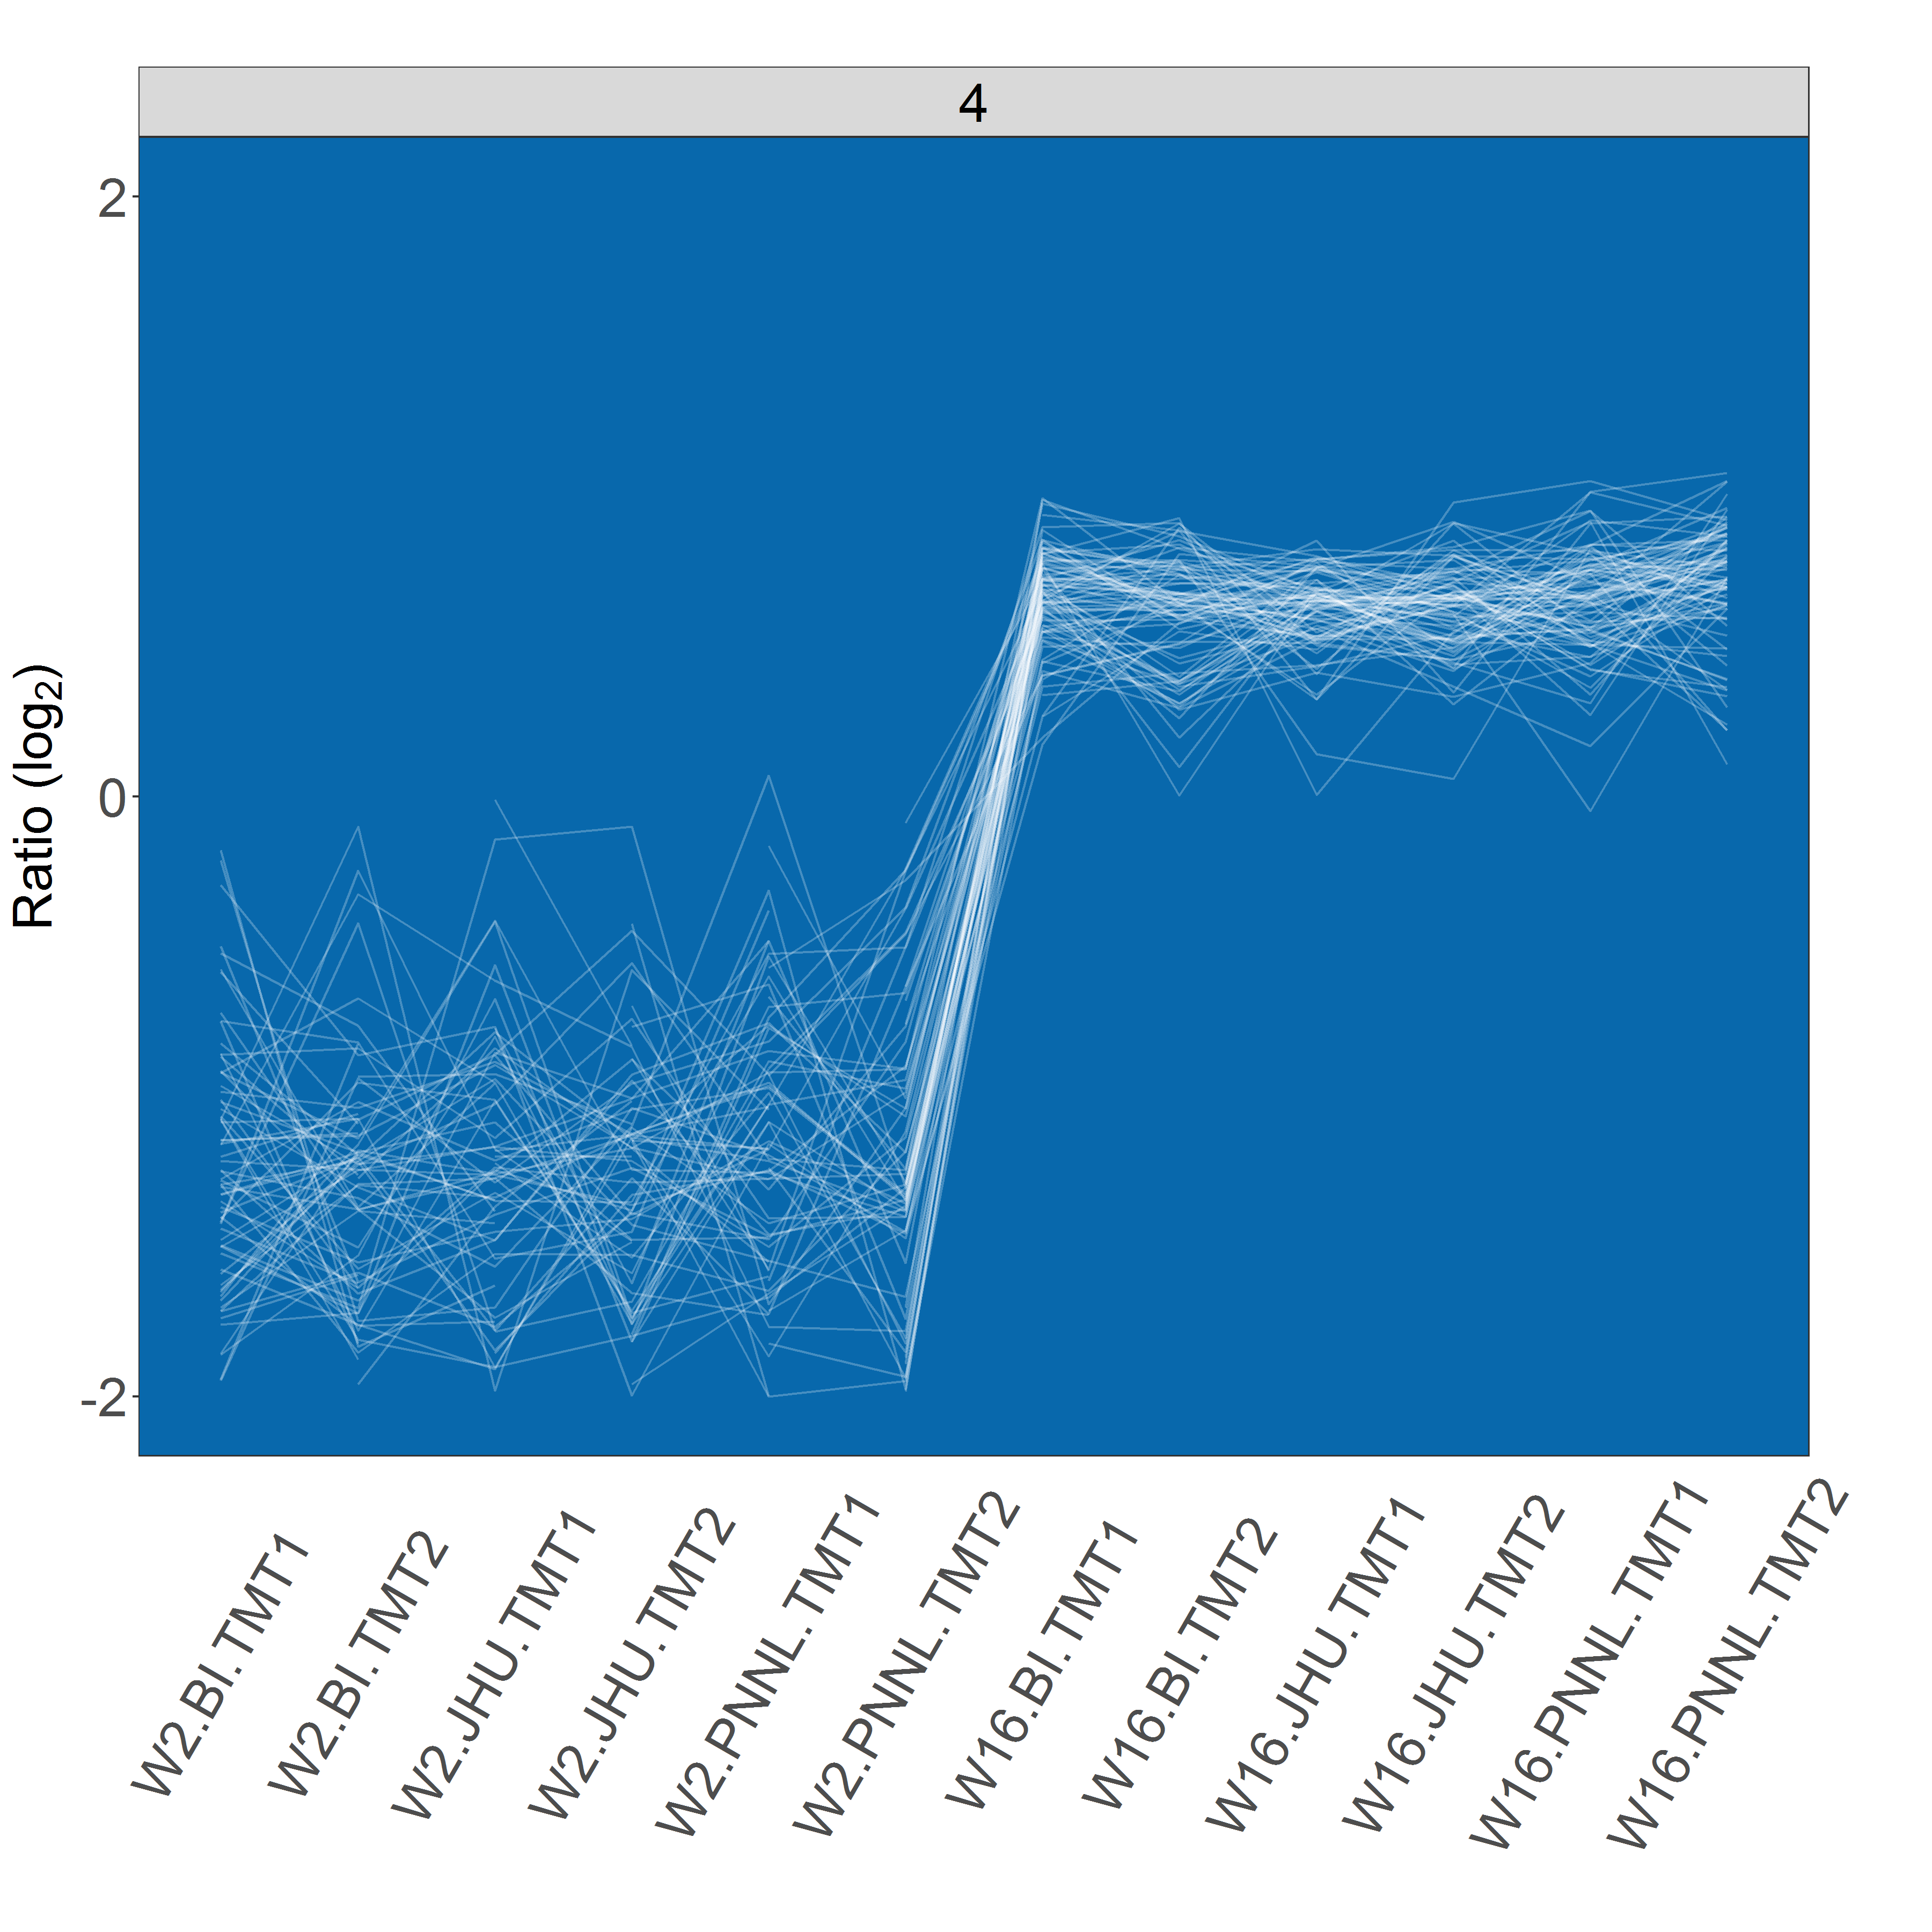 4
2
0
-2
Ratio (log₂)
W2.BI.TMT1
W2.BI.TMT2
W2.JHU.TMT1
W2.JHU.TMT2
W2.PNNL.TMT1
W2.PNNL.TMT2
W16.BI.TMT1
W16.BI.TMT2
W16.JHU.TMT1
W16.JHU.TMT2
W16.PNNL.TMT1
W16.PNNL.TMT2